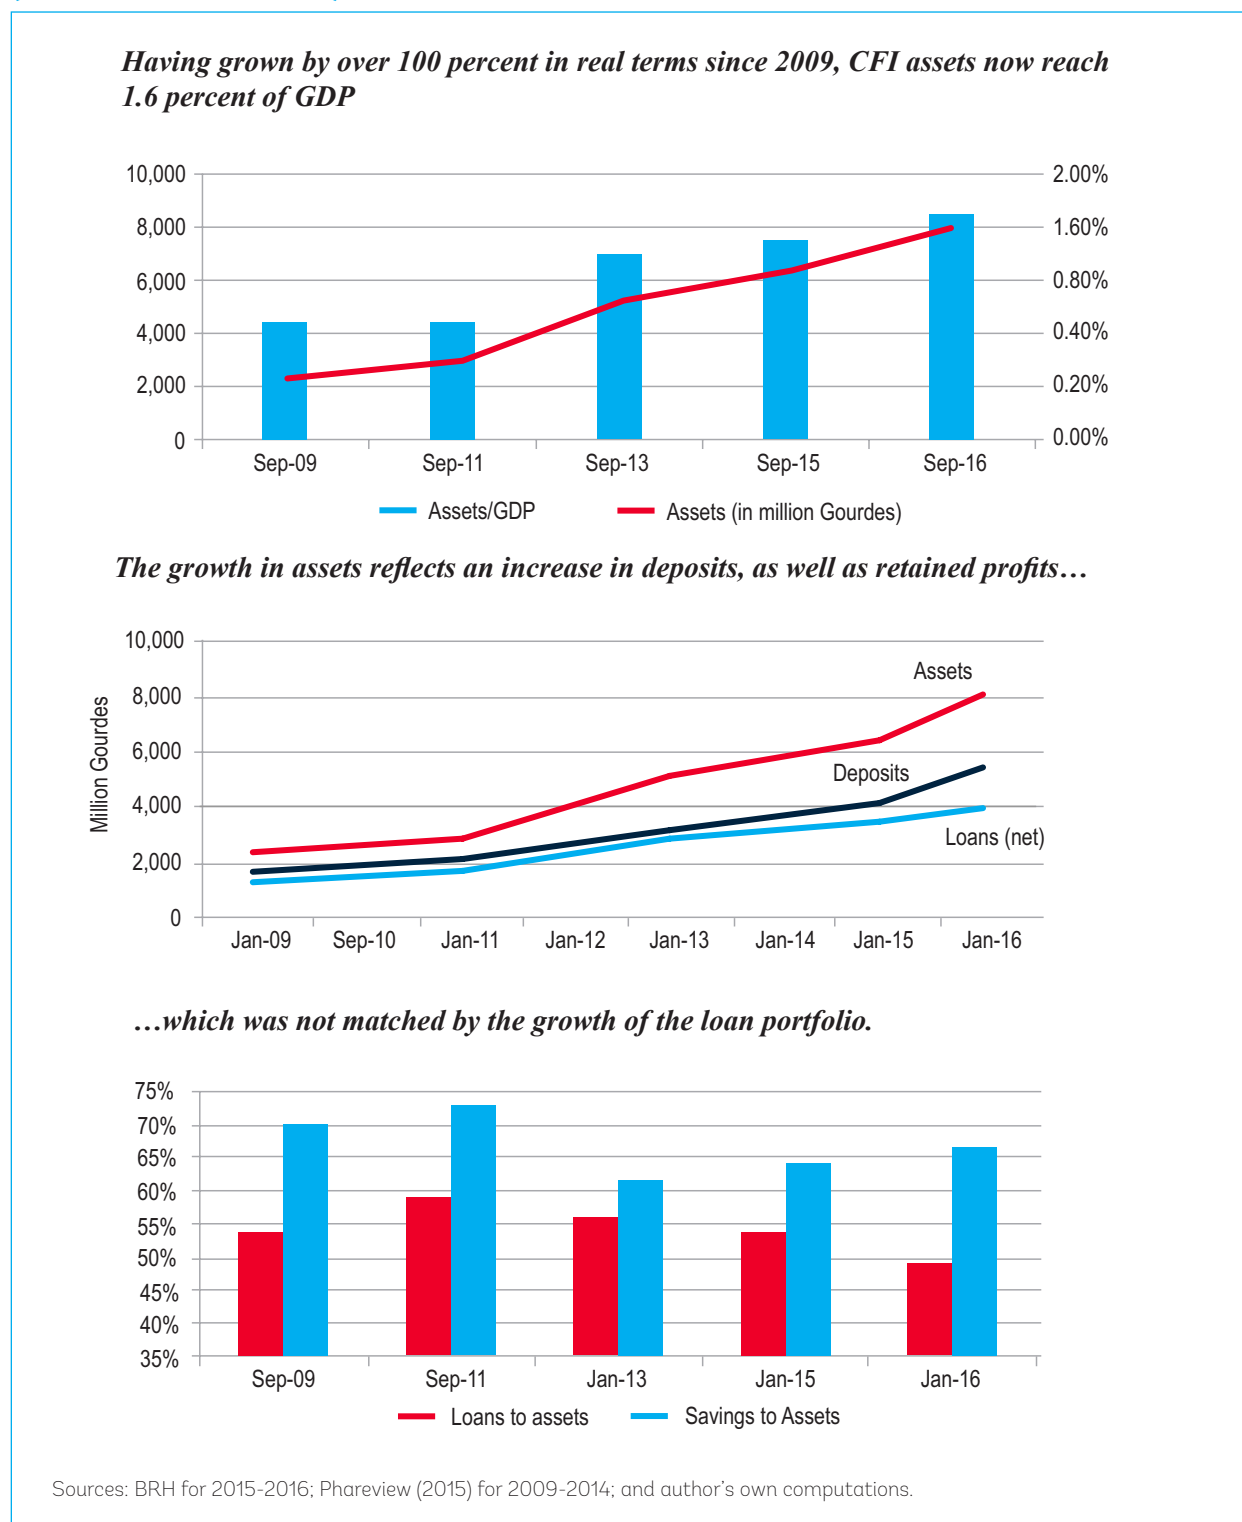 Having grown by over 100 percent in real terms since 2009, CFI assets now reach
1.6 percent of GDP
10,000
8,000
6,000
4,000
2,000
0
2.00%
1.60%
0.80%
0.40%
0.20%
0.00%
Sep-09 Sep-11 Sep-13 Sep-15 Sep-16
Assets/GDP Assets (in million Gourdes)
The growth in assets reflects an increase in deposits, as well as retained profits…
Million Gourdes
10,000
8,000
6,000
4,000
2,000
0
Assets
Deposits
Loans (net)
Jan-09 Sep-10 Jan-11 Jan-12 Jan-13 Jan-14 Jan-15 Jan-16
…which was not matched by the growth of the loan portfolio.
75%
70%
65%
60%
55%
50%
45%
40%
35%
Sep-09 Sep-11 Jan-13 Jan-15 Jan-16
Loans to assets Savings to Assets
Sources: BRH for 2015-2016; Phareview (2015) for 2009-2014; and author's own computations.